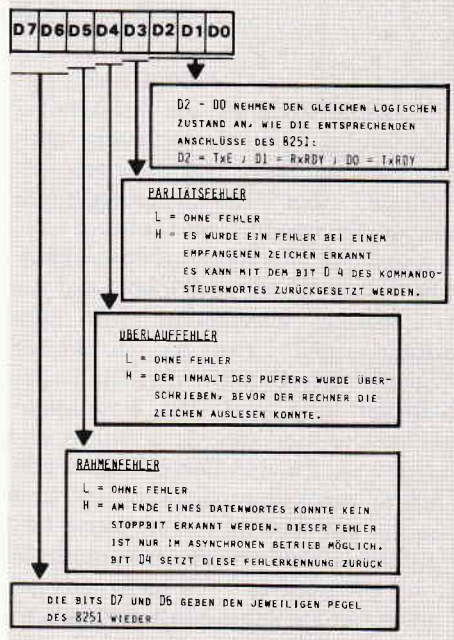 D7 D6 D5 D4 D3 D2 D1 D0
D2 - D0 NEHMEN DEN GLEICHEN LOGISCHEN
ZUSTAND AN, WIE DIE ENTSPRECHENDEN
ANSCHLÜSSE DES 8251:
D2 = TxE ; D1 = RxRDY ; D0 = TxRDY
PARITÄTSFEHLER
L = OHNE FEHLER
H = ES WURDE EIN FEHLER BEI EINEM
EMPFANGENEN ZEICHEN ERKANNT
ES KANN MIT DEM BIT D 4 DES KOMMANDO-
STEUERWORTES ZURÜCKGESETZT WERDEN.
ÜBERLAUFFEHLER
L = OHNE FEHLER
H = DER INHALT DES PUFFERS WURDE ÜBER-
SCHRIEBEN, BEVOR DER RECHNER DIE
ZEICHEN AUSLESEN KONNTE.
RAHMENFEHLER
L = OHNE FEHLER
H = AM ENDE EINES DATENWORTES KONNTE KEIN
STOPPBIT ERKANNT WERDEN. DIESER FEHLER
IST NUR IM ASYNCHRONEN BETRIEB MÖGLICH.
BIT D4 SETZT DIESE FEHLERKENNUNG ZURÜCK
DIE BITS D7 UND D6 GEBEN DEN JEWEILIGEN PEGEL
DES 8251 WIEDER